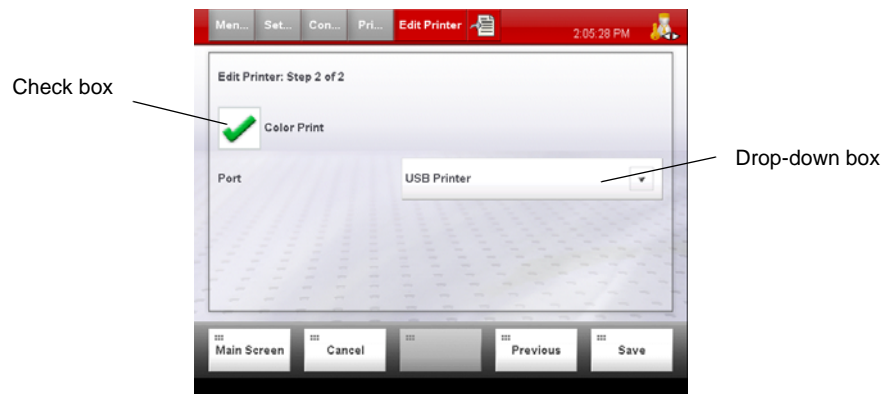 Men... Set... Con... Pri... Edit Printer 2:05:28 PM
Edit Printer: Step 2 of 2
Check box
Color Print
Drop-down box
Port USB Printer
Main Screen Cancel Previous Save